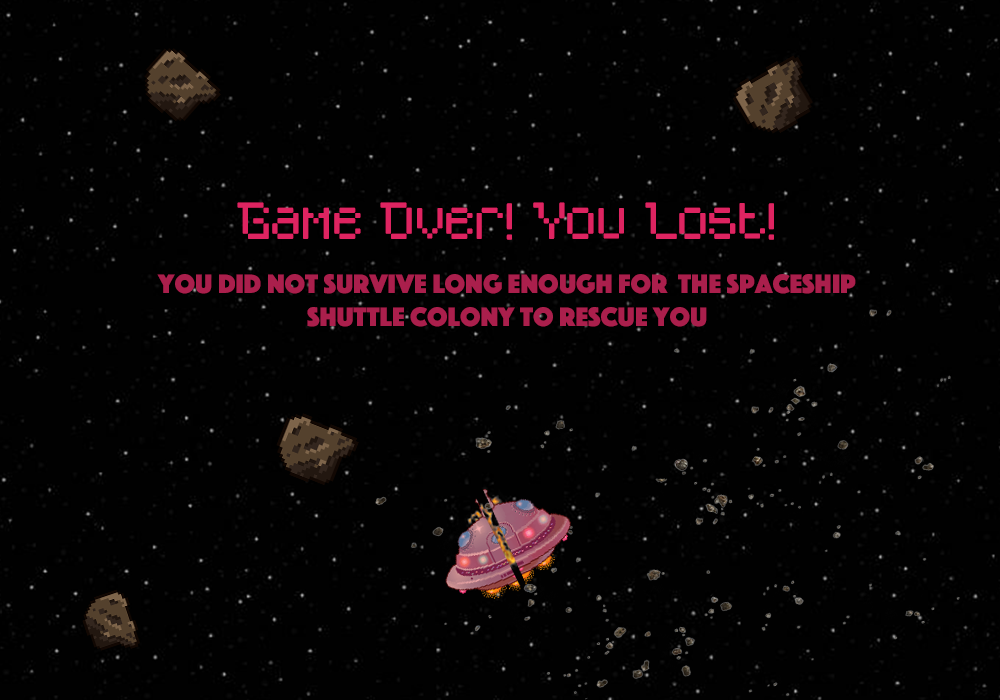 Game Over! You Lost!
YOU DID NOT SURVIVE LONG ENOUGH FOR THE SPACESHIP
SHUTTLE COLONY TO RESCUE YOU